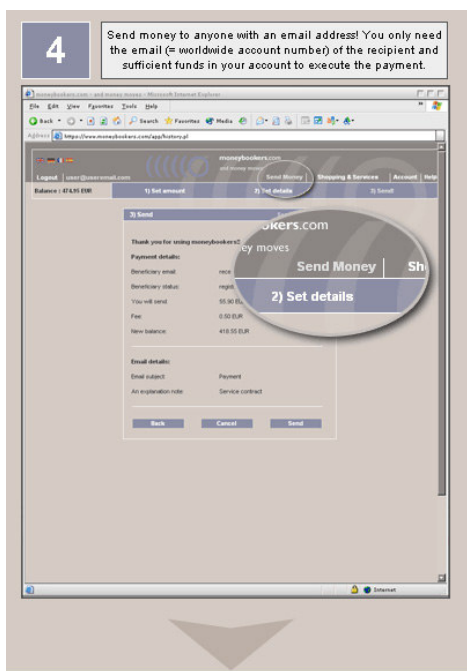 4
Send money to anyone with an email address! You only need
the email (= worldwide account number) of the recipient and
sufficient funds in your account to execute the payment.
moneybookers.com - and money moves - Microsoft Internet Explorer
File Edit View Favorites Tools Help
Back Search Favorites Media
Address https://www.moneybookers.com/app/history.pl
moneybookers.com
and money moves
Logout user@useremail.com Send Money Shopping & Services Account Help
Balance : 474.95 EUR 1) Set amount 2) Set details 3) Send!
3) Send
Thank you for using moneybookers!
Payment details:
Beneficiary email:
Beneficiary status:
You will send: 55.90
Fee: 0.50 EUR
New balance: 418.55 EUR
okers.com
ey moves
Send Money Sh
2) Set details
Email details:
Email subject: Payment
An explanation note: Service contract
Back Cancel Send
Internet